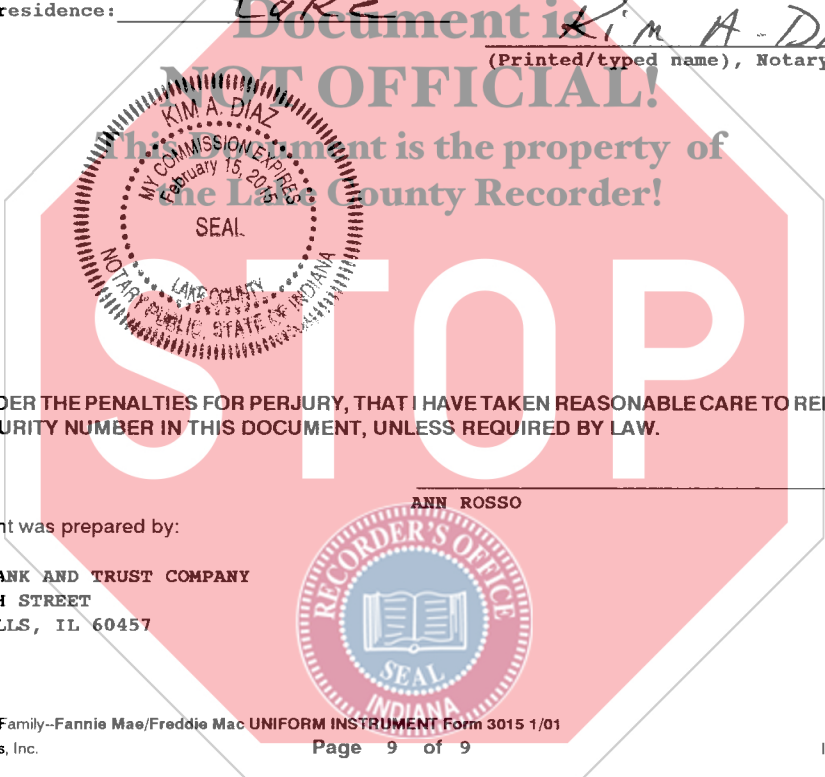 residence: LAKE
Document is
Kim A. D
(Printed/typed name), Notary
NOT OFFICIAL!
This Document is the property of
the Lake County Recorder!
KIM A. DIAZ
MY COMMISSION EXPIRES
February 15, 2015
SEAL
LAKE COUNTY
NOTARY PUBLIC, STATE OF INDIANA
STOP
DER THE PENALTIES FOR PERJURY, THAT I HAVE TAKEN REASONABLE CARE TO RE
URITY NUMBER IN THIS DOCUMENT, UNLESS REQUIRED BY LAW.
ANN ROSSO
nt was prepared by:
ANK AND TRUST COMPANY
H STREET
LLS, IL 60457
RECORDER'S OFFICE
SEAL
INDIANA
Family--Fannie Mae/Freddie Mac UNIFORM INSTRUMENT Form 3015 1/01
s, Inc.
Page 9 of 9